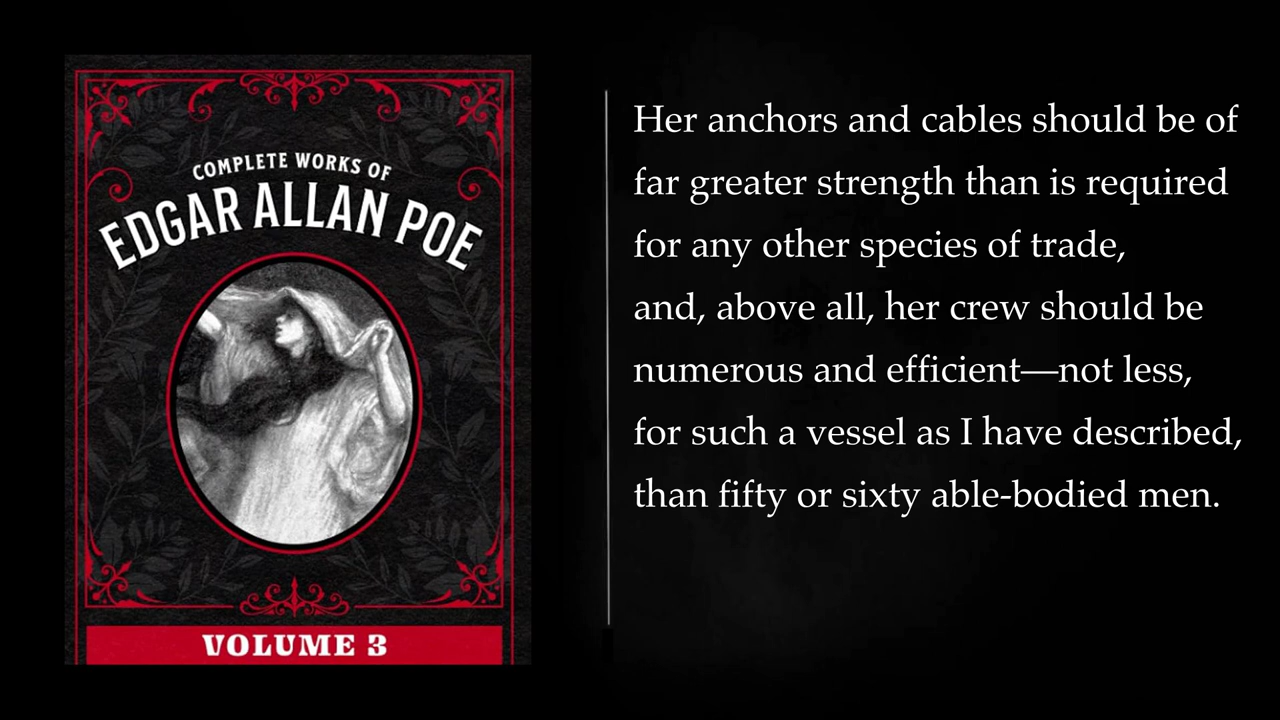 COMPLETE WORKS OF
EDGAR ALLAN POE
VOLUME 3
Her anchors and cables should be of
far greater strength than is required
for any other species of trade,
and, above all, her crew should be
numerous and efficient—not less,
for such a vessel as I have described,
than fifty or sixty able-bodied men.